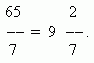 65/7 = 9 2/7.